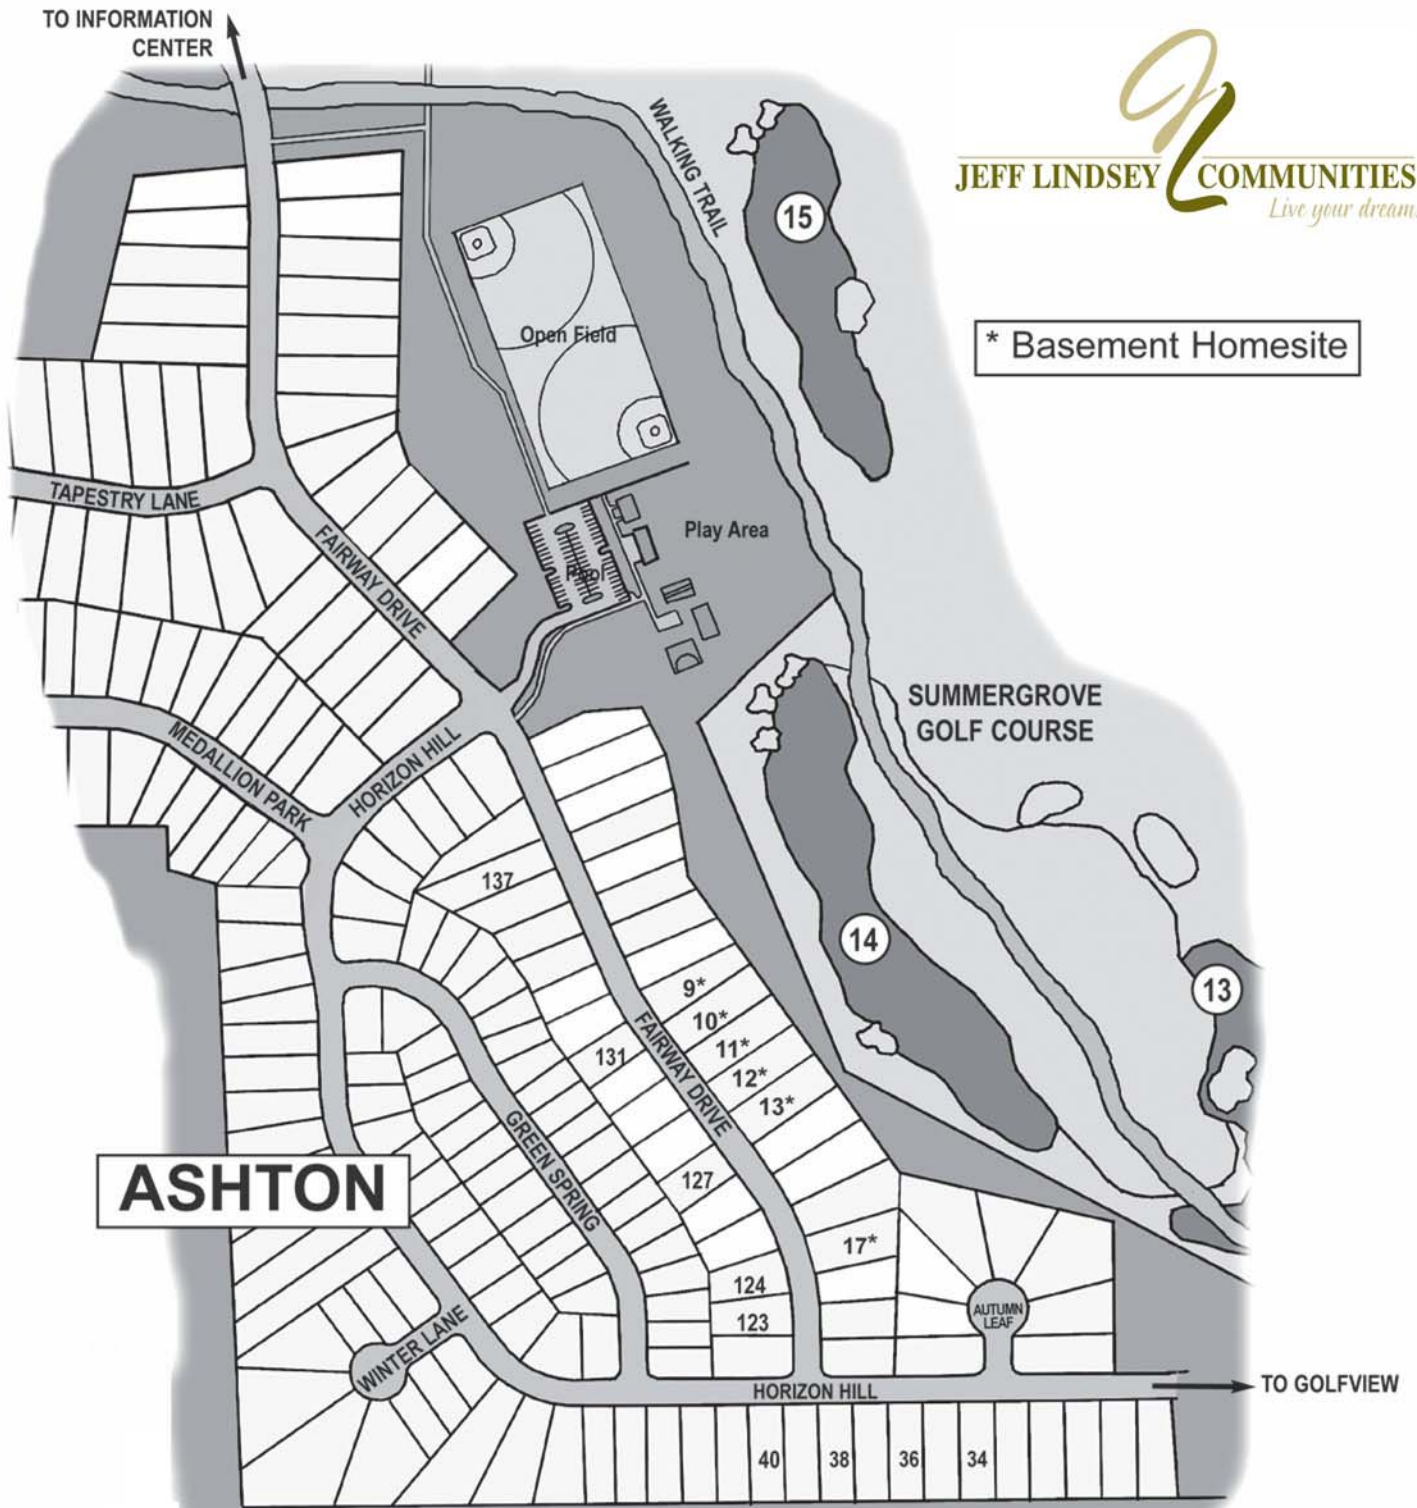 TO INFORMATION
CENTER
JEFF LINDSEY COMMUNITIES
Live your dream.
WALKING TRAIL
15
* Basement Homesite
Open Field
TAPESTRY LANE
FAIRWAY DRIVE
Play Area
Pool
SUMMERGROVE
GOLF COURSE
MEDALLION PARK
HORIZON HILL
137
14
13
9*
10*
11*
12*
13*
131
FAIRWAY DRIVE
GREEN SPRING
127
ASHTON
17*
124
123
AUTUMN
LEAF
WINTER LANE
HORIZON HILL
TO GOLFVIEW
40
38
36
34